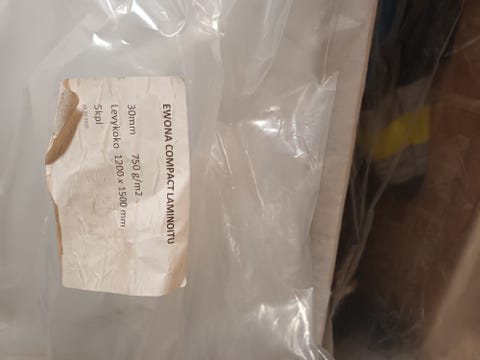 EWONA COMPACT LAMINOITU
30mm 750 g/m2
Levykoko 1200 x 1500 mm
5kpl